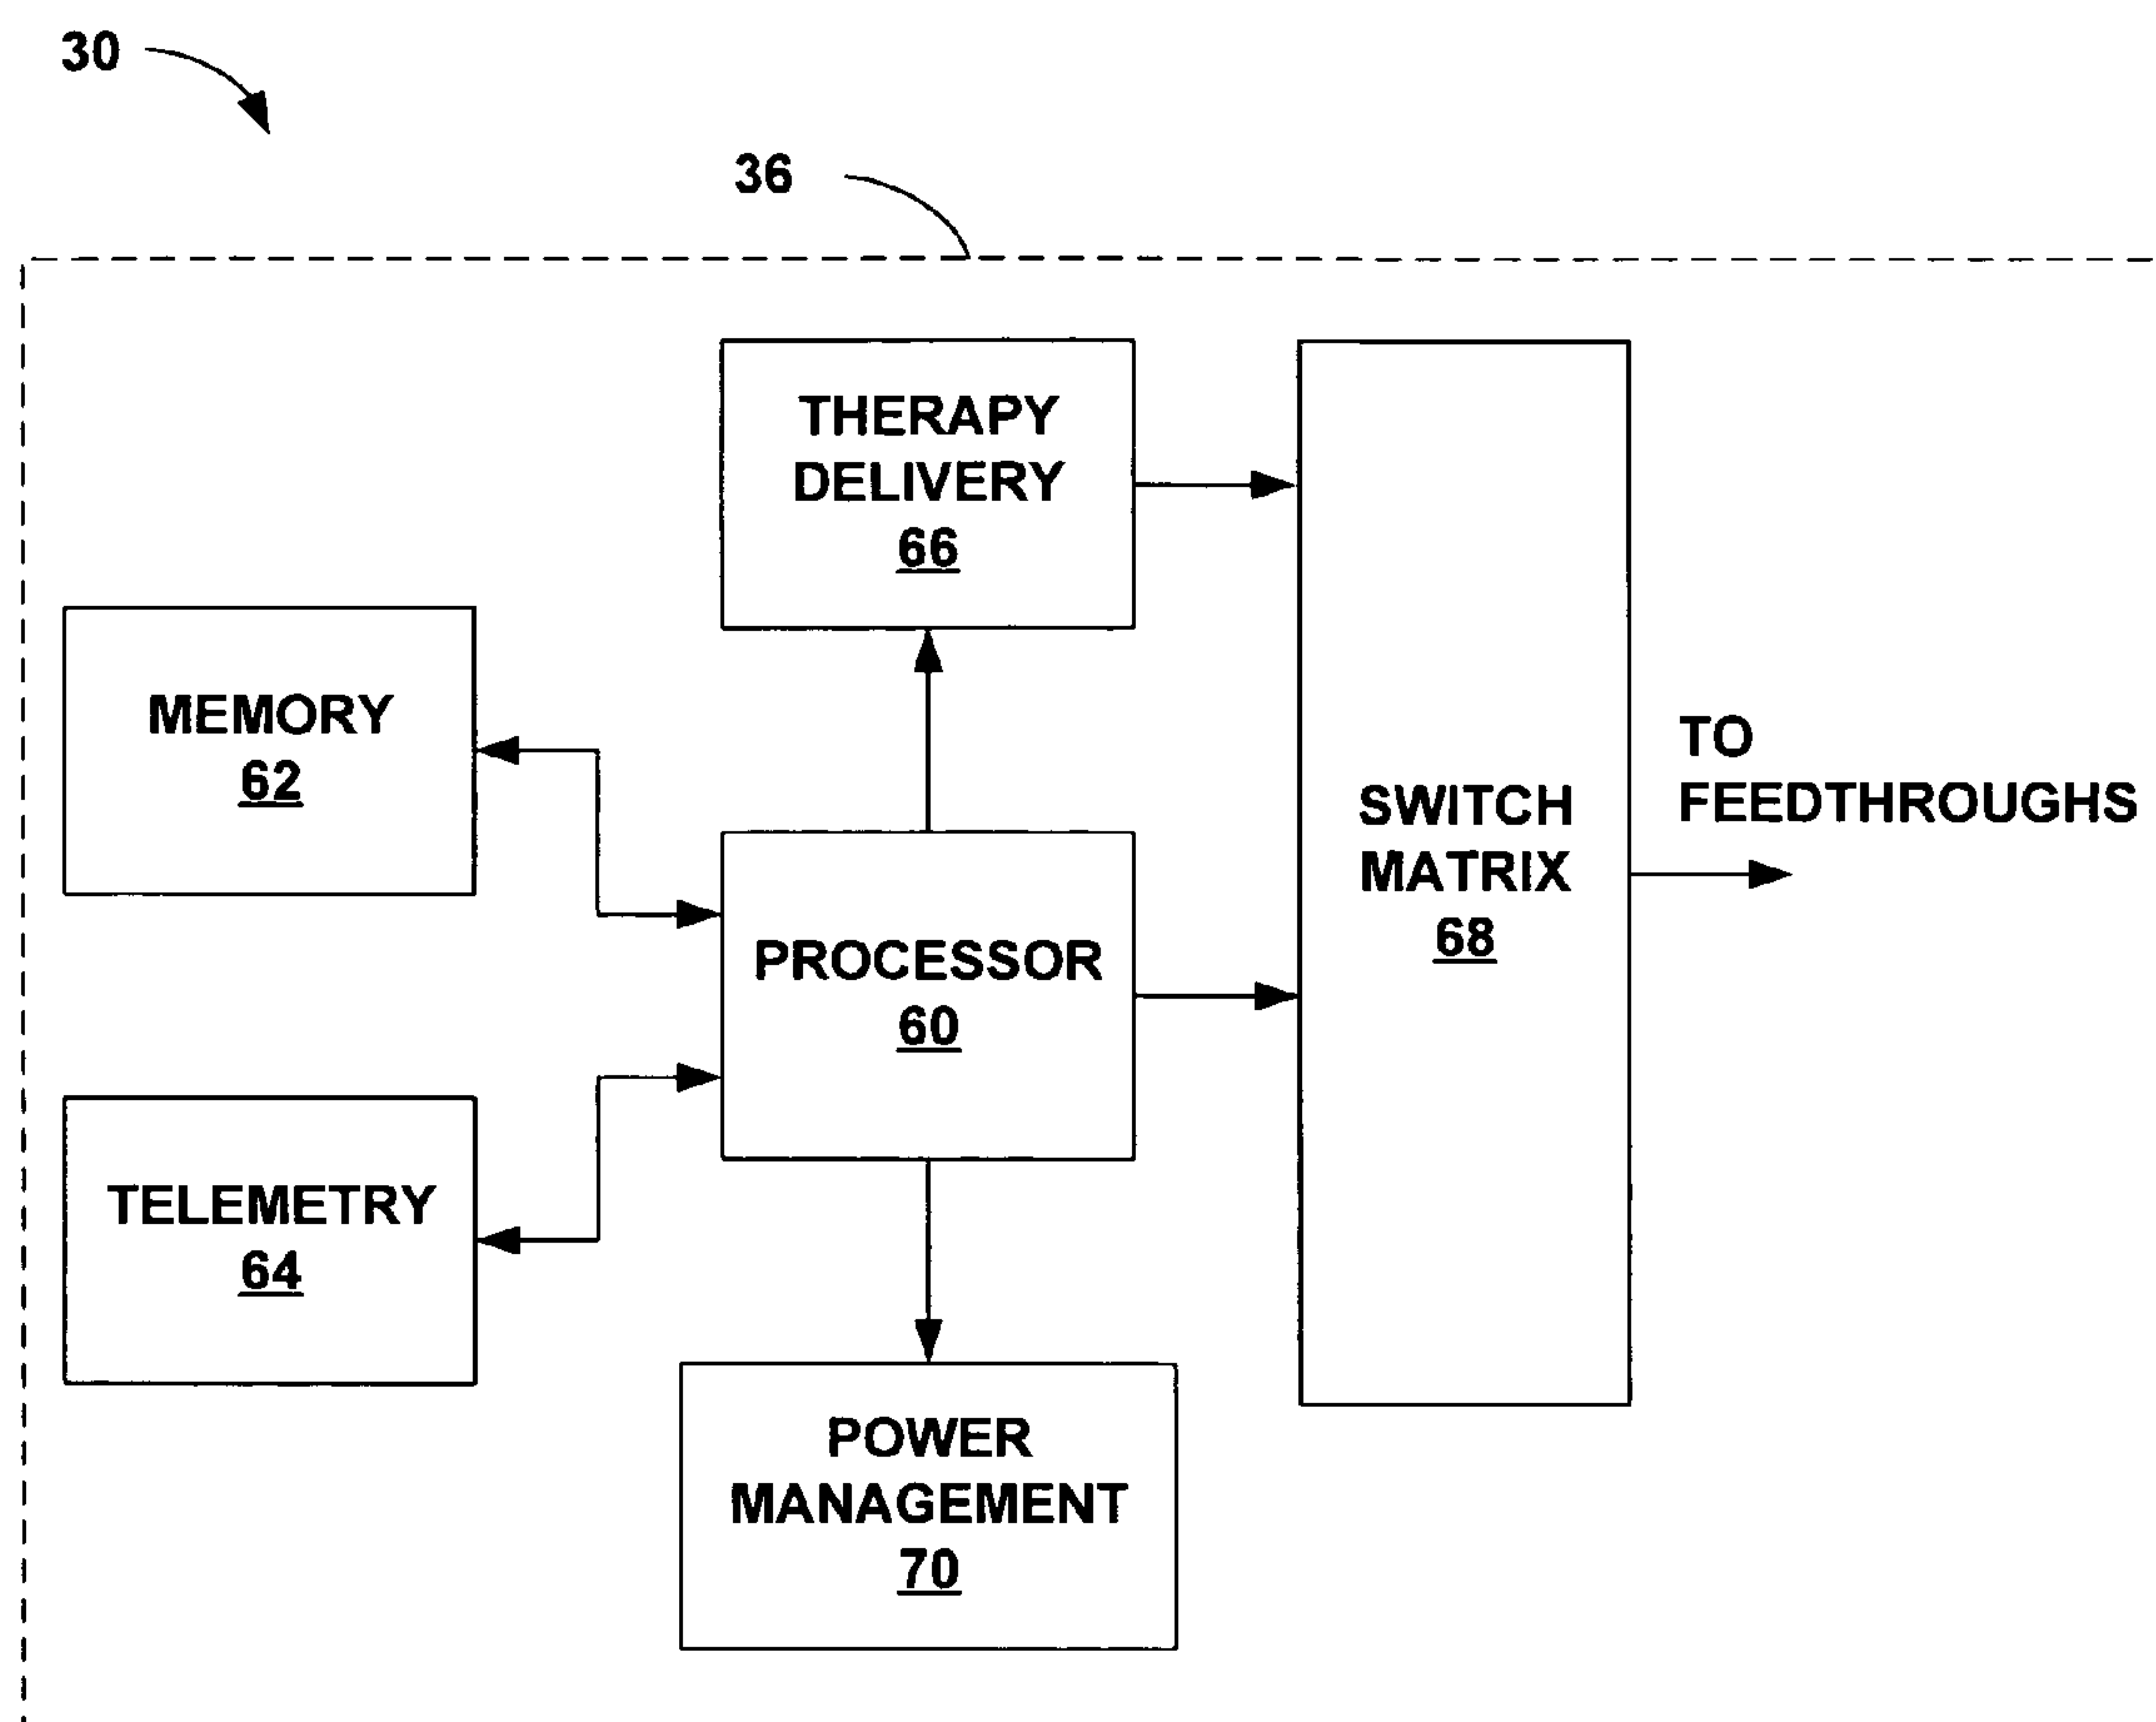 30
36
THERAPY
DELIVERY
66
MEMORY
62
TO
FEEDTHROUGHS
SWITCH
MATRIX
68
PROCESSOR
60
TELEMETRY
64
POWER
MANAGEMENT
70